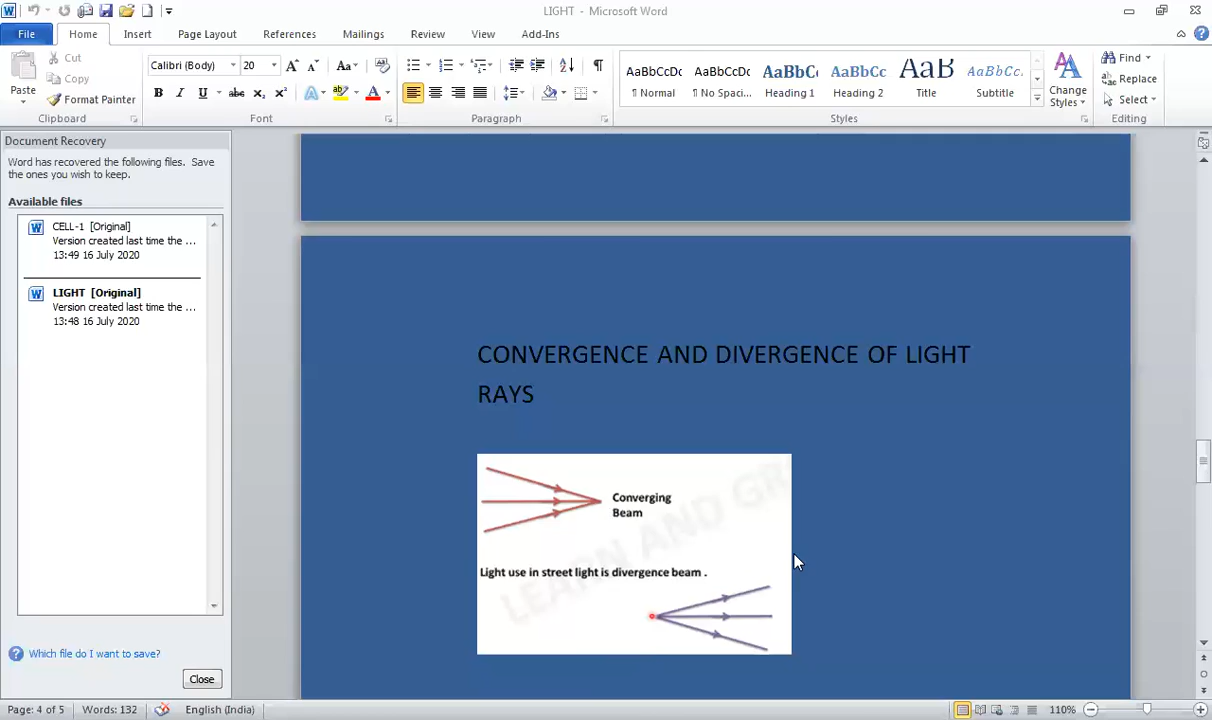 LIGHT - Microsoft Word
File Home Insert Page Layout References Mailings Review View Add-Ins
Paste
Cut
Copy
Format Painter
Clipboard
Calibri (Body) 20
Font
Paragraph
AaBbCcDc AaBbCcDc AaBbCc AaBbCc AaB AaBbCc.
¶ Normal ¶ No Spaci... Heading 1 Heading 2 Title Subtitle
Change Styles
Styles
Find
Replace
Select
Editing
Document Recovery
Word has recovered the following files. Save
the ones you wish to keep.
Available files
CELL-1 [Original]
Version created last time the ...
13:49 16 July 2020
LIGHT [Original]
Version created last time the ...
13:48 16 July 2020
Which file do I want to save?
Close
CONVERGENCE AND DIVERGENCE OF LIGHT
RAYS
Converging
Beam
Light use in street light is divergence beam .
LEARN AND GR
Page: 4 of 5 Words: 132 English (India) 110%